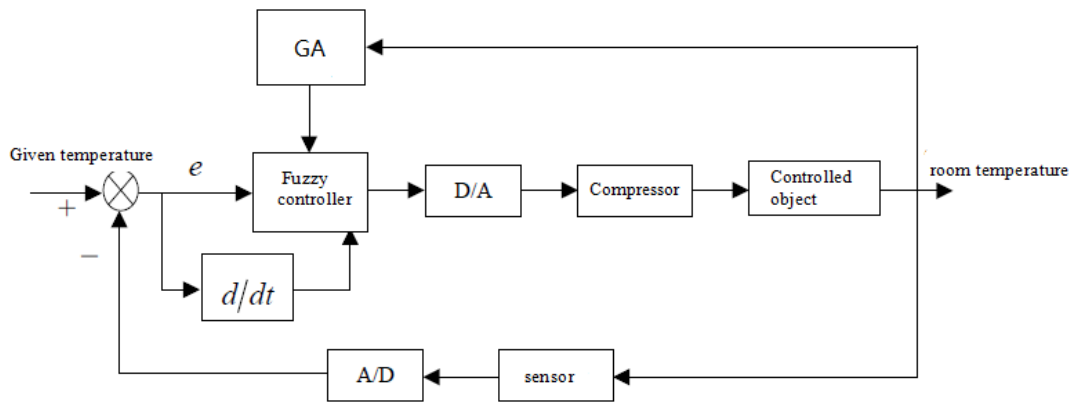 GA
Given temperature
e
+
−
Fuzzy
controller
D/A
Compressor
Controlled
object
room temperature
d/dt
A/D
sensor